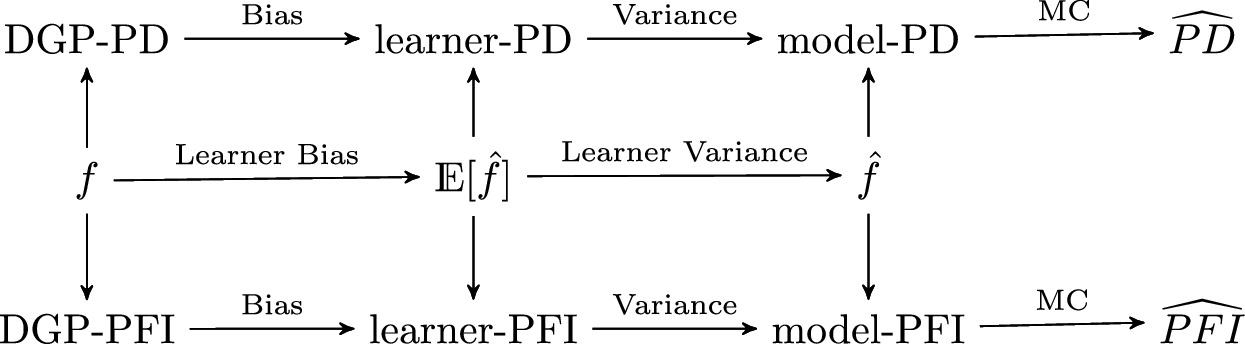 Bias Variance MC
DGP-PD learner-PD model-PD $\widehat{PD}$
Learner Bias Learner Variance
$f$ $\mathbb{E}[\hat{f}]$ $\hat{f}$
Bias Variance MC
DGP-PFI learner-PFI model-PFI $\widehat{PFI}$